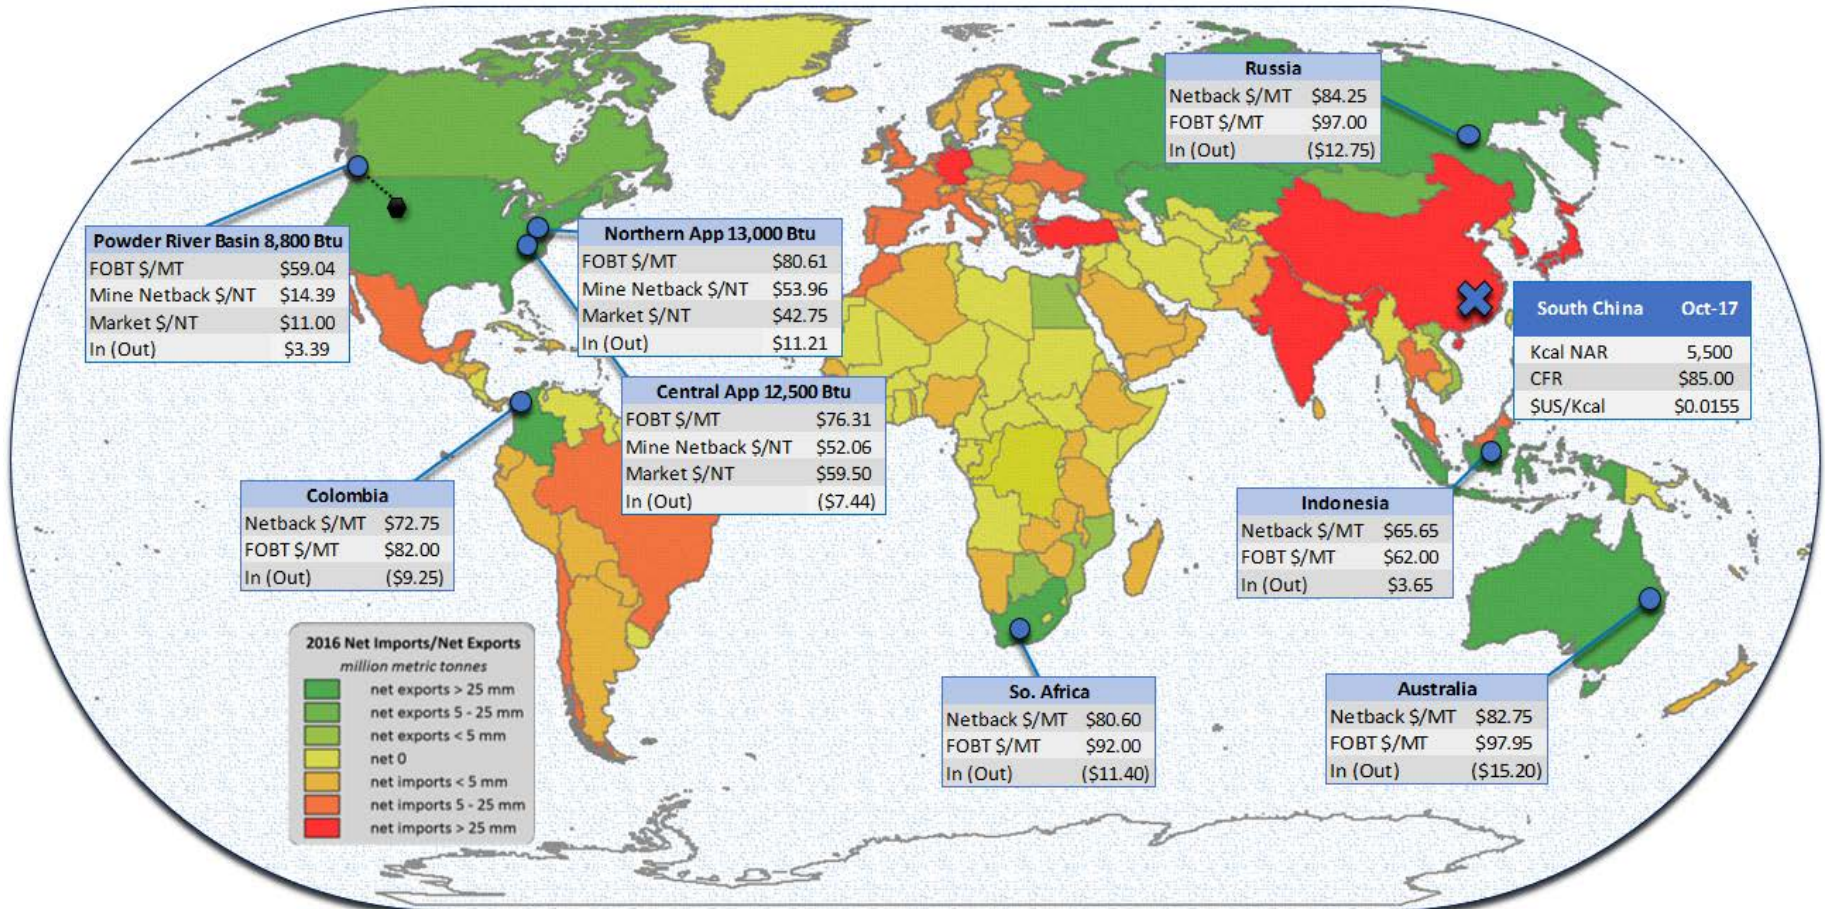 Russia
Netback $/MT $84.25
FOBT $/MT $97.00
In (Out) ($12.75)
Powder River Basin 8,800 Btu
FOBT $/MT $59.04
Mine Netback $/NT $14.39
Market $/NT $11.00
In (Out) $3.39
Northern App 13,000 Btu
FOBT $/MT $80.61
Mine Netback $/NT $53.96
Market $/NT $42.75
In (Out) $11.21
South China Oct-17
Kcal NAR 5,500
CFR $85.00
$US/Kcal $0.0155
Central App 12,500 Btu
FOBT $/MT $76.31
Mine Netback $/NT $52.06
Market $/NT $59.50
In (Out) ($7.44)
Colombia
Netback $/MT $72.75
FOBT $/MT $82.00
In (Out) ($9.25)
Indonesia
Netback $/MT $65.65
FOBT $/MT $62.00
In (Out) $3.65
2016 Net Imports/Net Exports
million metric tonnes
net exports > 25 mm
net exports 5 - 25 mm
net exports < 5 mm
net 0
net imports < 5 mm
net imports 5 - 25 mm
net imports > 25 mm
So. Africa
Netback $/MT $80.60
FOBT $/MT $92.00
In (Out) ($11.40)
Australia
Netback $/MT $82.75
FOBT $/MT $97.95
In (Out) ($15.20)